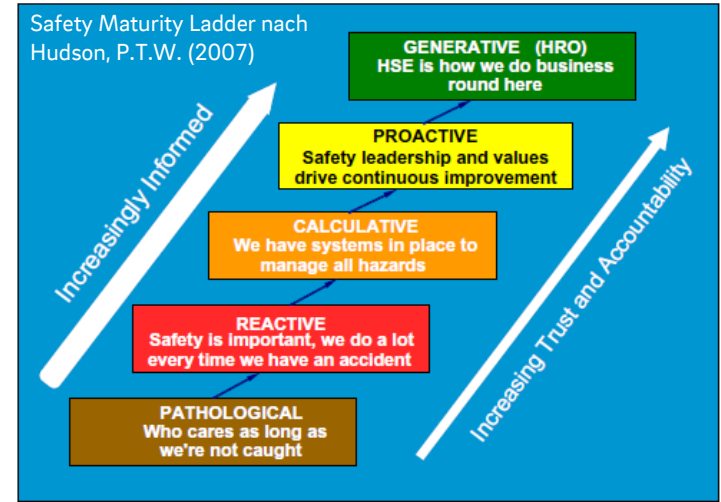 Safety Maturity Ladder nach
Hudson, P.T.W. (2007)
GENERATIVE (HRO)
HSE is how we do business
round here
PROACTIVE
Safety leadership and values
drive continuous improvement
CALCULATIVE
We have systems in place to
manage all hazards
REACTIVE
Safety is important, we do a lot
every time we have an accident
PATHOLOGICAL
Who cares as long as
we're not caught
Increasingly Informed
Increasing Trust and Accountability